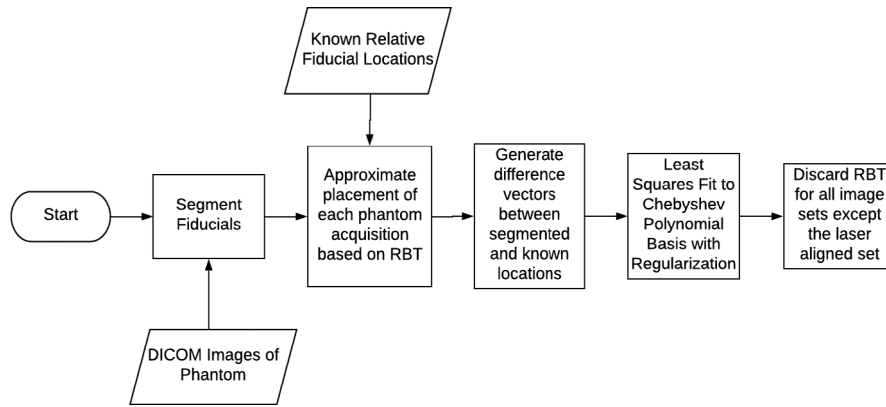 Known Relative
Fiducial Locations
Start
Segment
Fiducials
Approximate
placement of
each phantom
acquisition
based on RBT
Generate
difference
vectors
between
segmented
and known
locations
Least
Squares Fit to
Chebyshev
Polynomial
Basis with
Regularization
Discard RBT
for all image
sets except
the laser
aligned set
DICOM Images of
Phantom